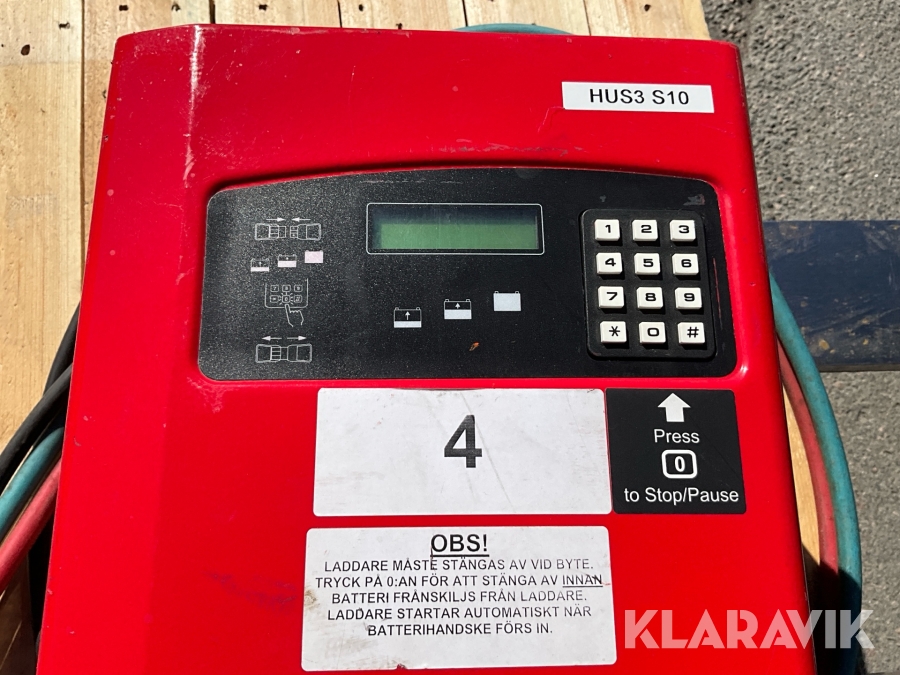 HUS3 S10
1 2 3
4 5 6
7 8 9
* 0 #
4
Press
0
to Stop/Pause
OBS!
LADDARE MÅSTE STÄNGAS AV VID BYTE.
TRYCK PÅ 0:AN FÖR ATT STÄNGA AV INNAN
BATTERI FRÅNSKILJS FRÅN LADDARE.
LADDARE STARTAR AUTOMATISKT NÄR
BATTERIHANDSKE FÖRS IN.
KLARAVIK